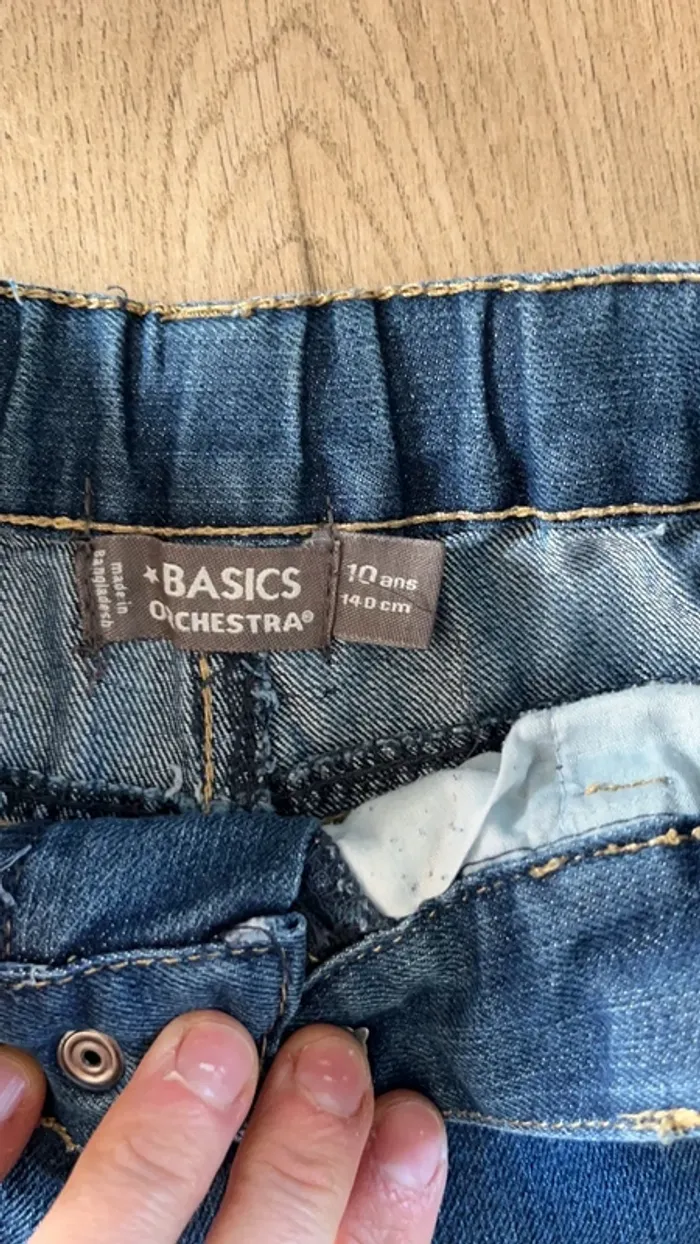 made in
Bangladesh
★BASICS
ORCHESTRA®
10 ans
140 cm